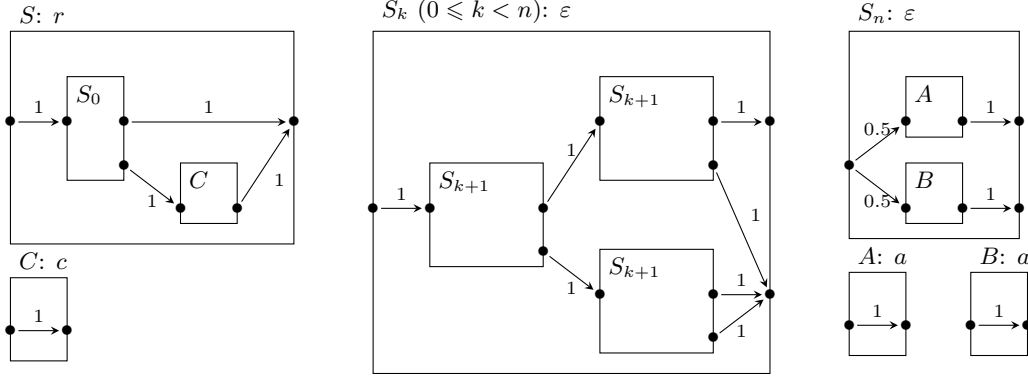 S: r
S_k (0 ⩽ k < n): ε
S_n: ε
1
S_0
1
1
C
1
1
S_{k+1}
1
S_{k+1}
1
1
1
S_{k+1}
1
1
0.5
A
1
0.5
B
1
C: c
1
A: a
1
B: a
1